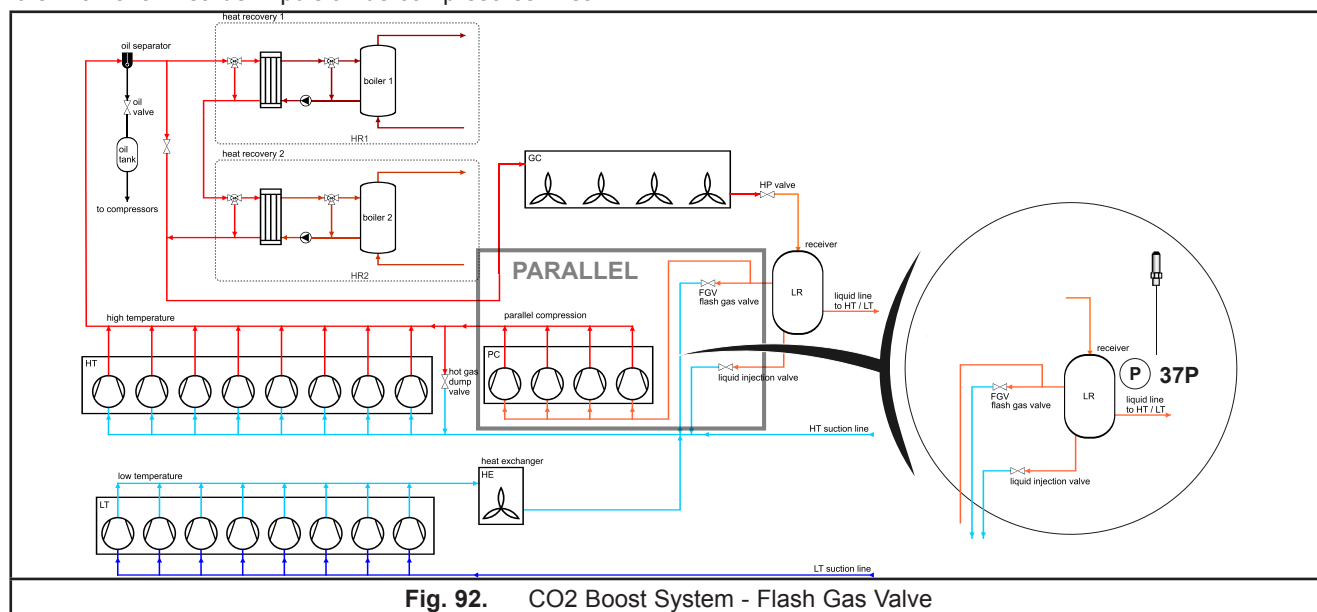 heat recovery 1
oil separator
boiler 1
oil
valve
HR1
oil
tank
heat recovery 2
to compressors
boiler 2
HR2
GC
HP valve
receiver
PARALLEL
FGV
flash gas valve
LR
liquid line
to HT / LT
high temperature
parallel compression
HT
hot gas
dump
valve
PC
liquid injection valve
HT suction line
heat exchanger
HE
low temperature
LT
LT suction line
receiver
P
37P
FGV
flash gas valve
LR
liquid line
to HT / LT
liquid injection valve
Fig. 92. CO2 Boost System - Flash Gas Valve